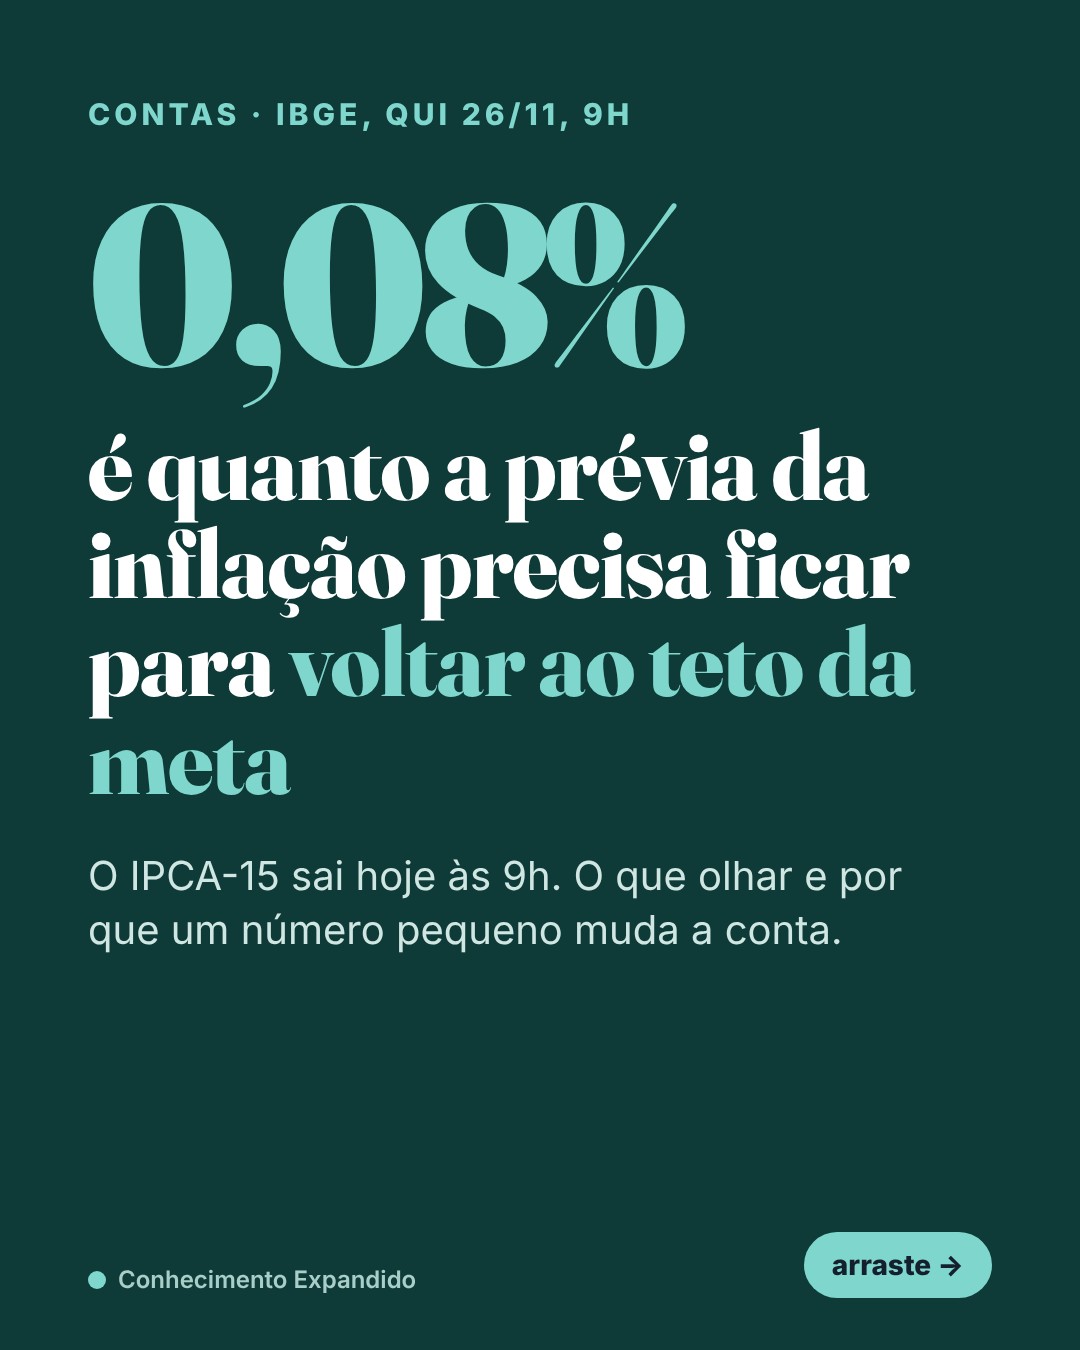 CONTAS · IBGE, QUI 26/11, 9H
0,08%
é quanto a prévia da
inflação precisa ficar
para voltar ao teto da
meta
O IPCA-15 sai hoje às 9h. O que olhar e por
que um número pequeno muda a conta.
Conhecimento Expandido
arraste →